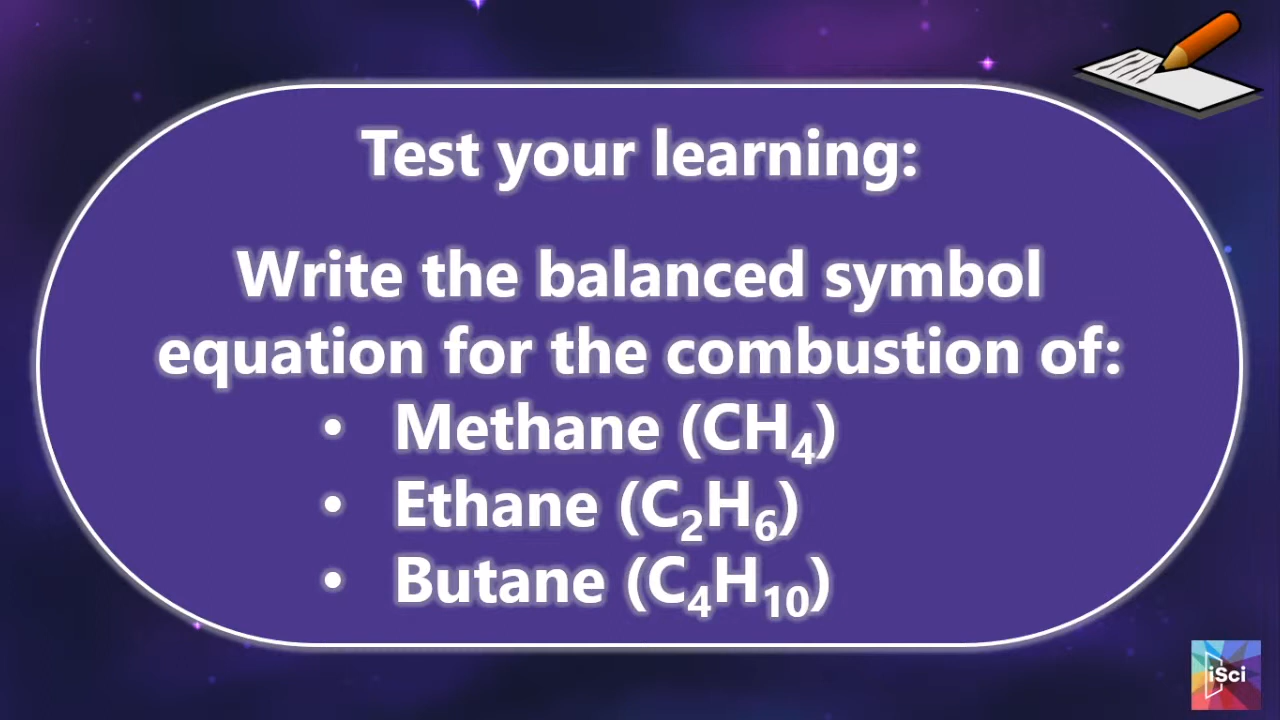 Test your learning:
Write the balanced symbol
equation for the combustion of:
• Methane (CH₄)
• Ethane (C₂H₆)
• Butane (C₄H₁₀)
iSci